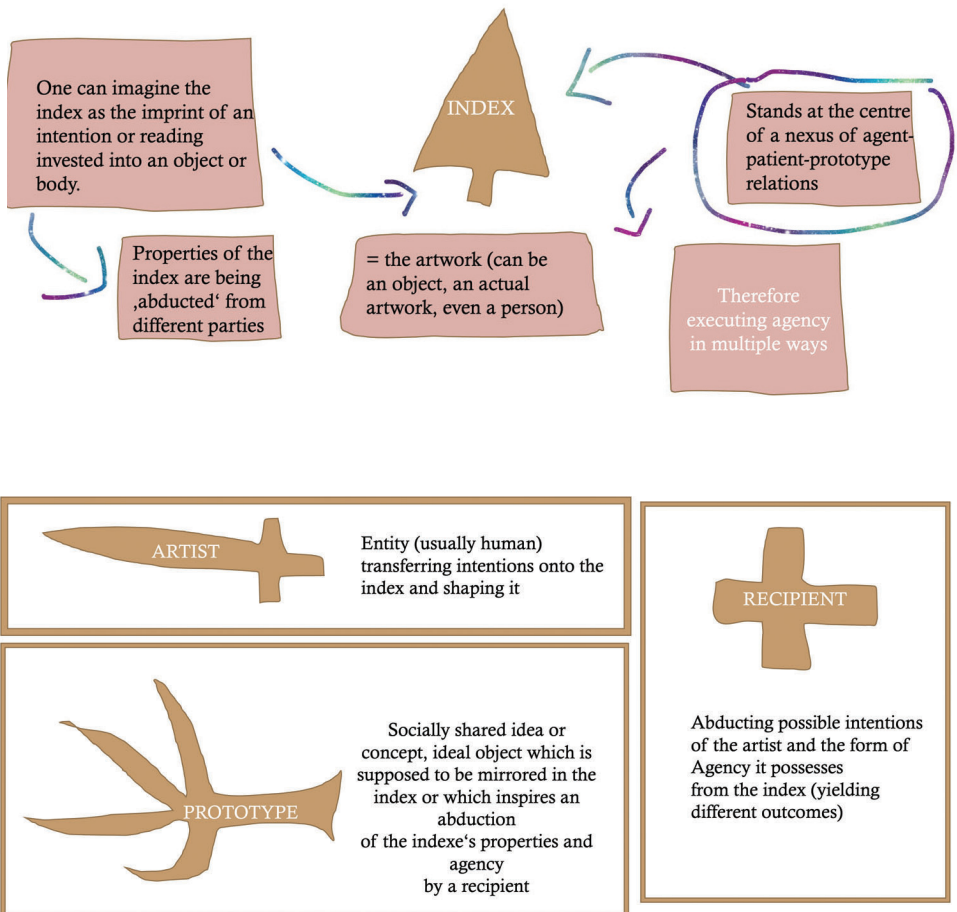 One can imagine the
index as the imprint of an
intention or reading
invested into an object or
body.
INDEX
Stands at the centre
of a nexus of agent-
patient-prototype
relations
Properties of the
index are being
‚abducted‘ from
different parties
= the artwork (can be
an object, an actual
artwork, even a person)
Therefore
executing agency
in multiple ways
ARTIST
Entity (usually human)
transferring intentions onto the
index and shaping it
RECIPIENT
Abducting possible intentions
of the artist and the form of
Agency it possesses
from the index (yielding
different outcomes)
PROTOTYPE
Socially shared idea or
concept, ideal object which is
supposed to be mirrored in the
index or which inspires an
abduction
of the indexe‘s properties and
agency
by a recipient